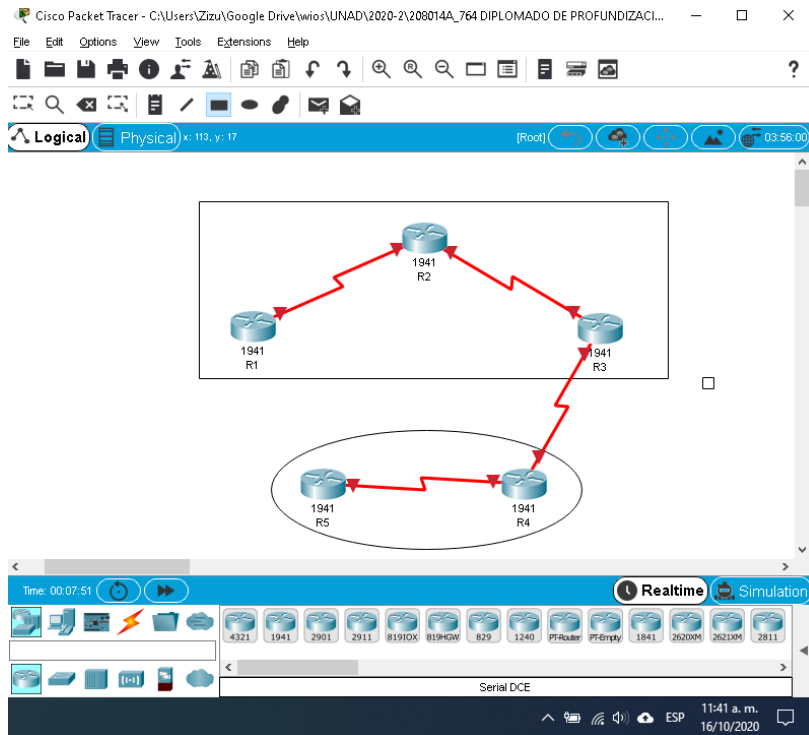 Cisco Packet Tracer - C:\Users\Zizu\Google Drive\wios\UNAD\2020-2\208014A_764 DIPLOMADO DE PROFUNDIZACI...
File Edit Options View Tools Extensions Help
?
Logical Physical x: 113, y: 17 [Root] 03:56:00
1941
R2
1941
R1
1941
R3
1941
R5
1941
R4
Time: 00:07:51 Realtime Simulation
4321 1941 2901 2911 819IOX 819HGW 829 1240 PT-Router PT-Empty 1841 2620XM 2621XM 2811
Serial DCE
ESP
11:41 a. m.
16/10/2020